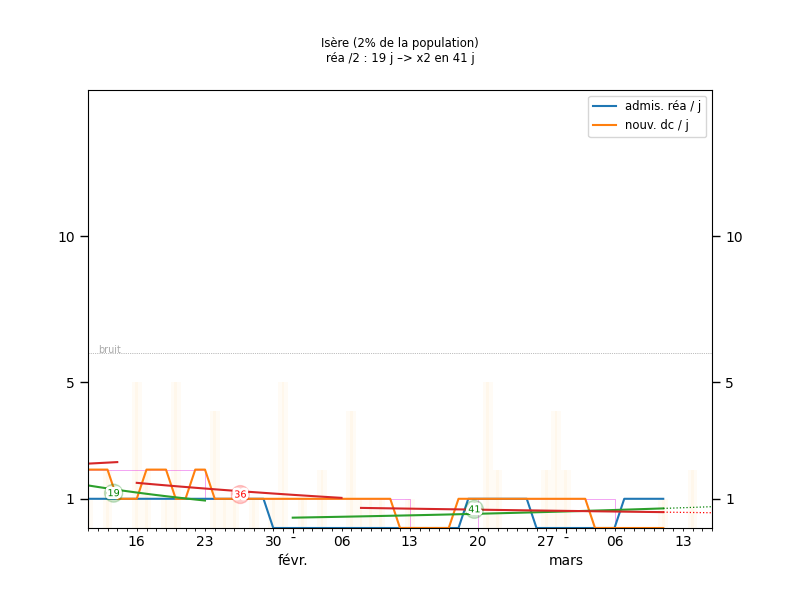 Isère (2% de la population)
réa /2 : 19 j –> x2 en 41 j
admis. réa / j
nouv. dc / j
10
10
bruit
5
5
19
36
41
1
1
16
23
30
-
06
13
20
27
-
06
13
févr.
mars